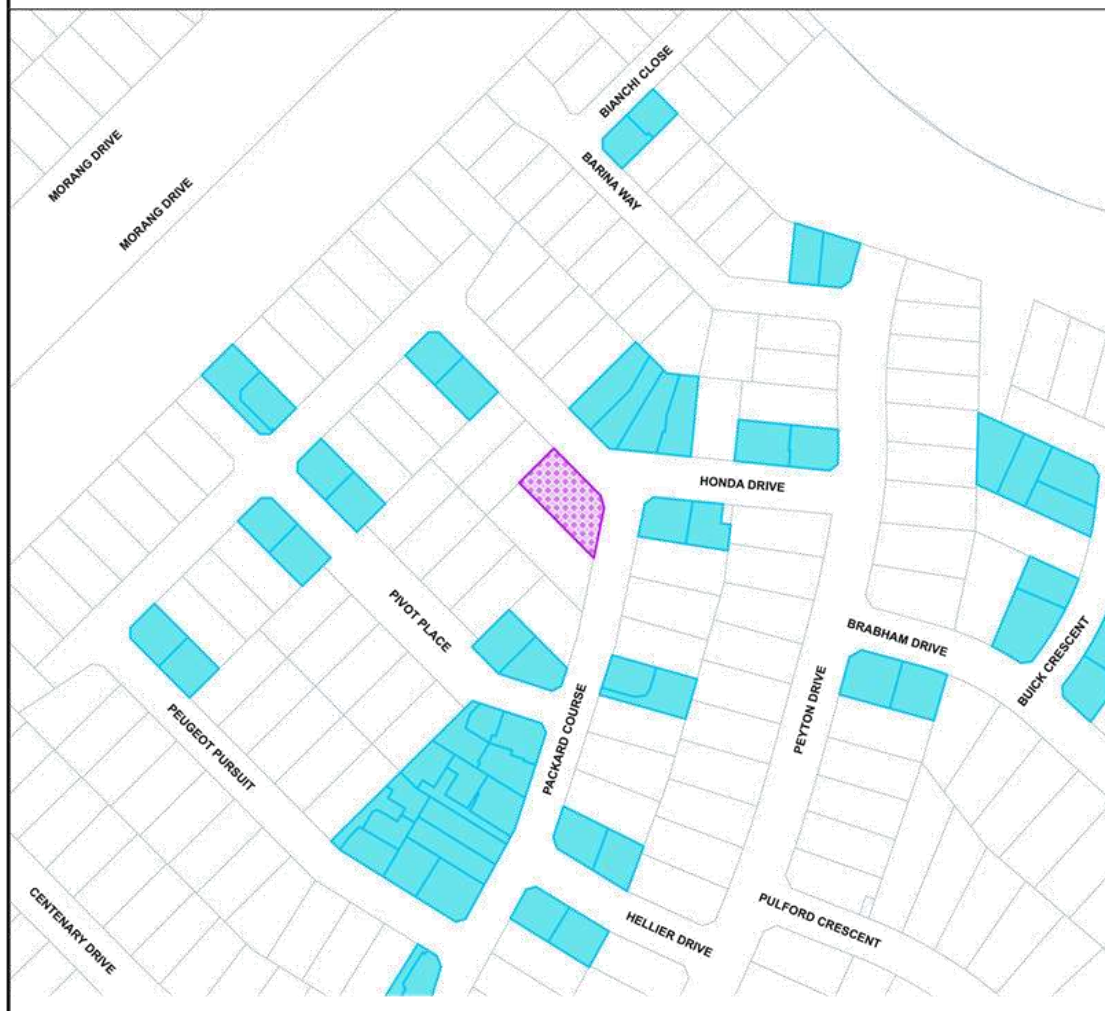 BIANCHI CLOSE
MORANG DRIVE
BARINA WAY
MORANG DRIVE
HONDA DRIVE
PIVOT PLACE
BRABHAM DRIVE
BUICK CRESCENT
PEYTON DRIVE
PACKARD COURSE
PEUGEOT PURSUIT
CENTENARY DRIVE
HELLIER DRIVE
PULFORD CRESCENT